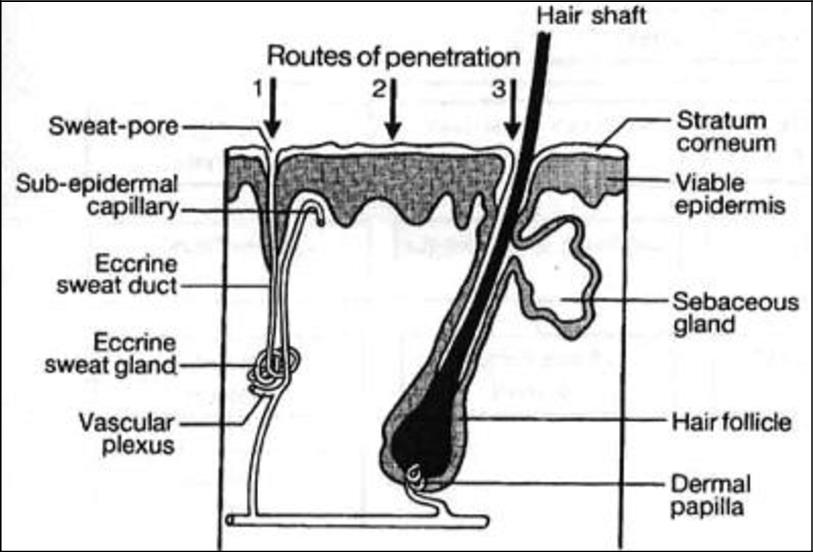 Hair shaft
Routes of penetration
1
2
3
Sweat-pore
Sub-epidermal
capillary
Eccrine
sweat duct
Eccrine
sweat gland
Vascular
plexus
Stratum
corneum
Viable
epidermis
Sebaceous
gland
Hair follicle
Dermal
papilla